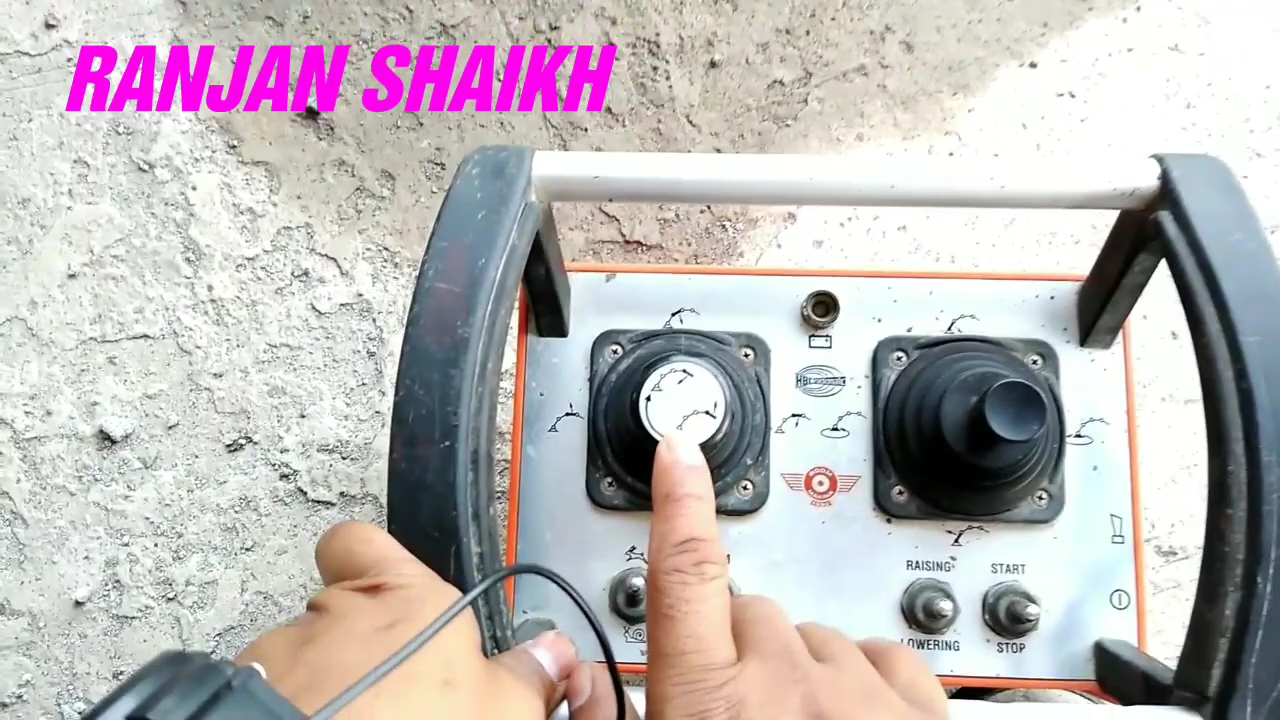 RANJAN SHAIKH
RAISING
START
LOWERING
STOP